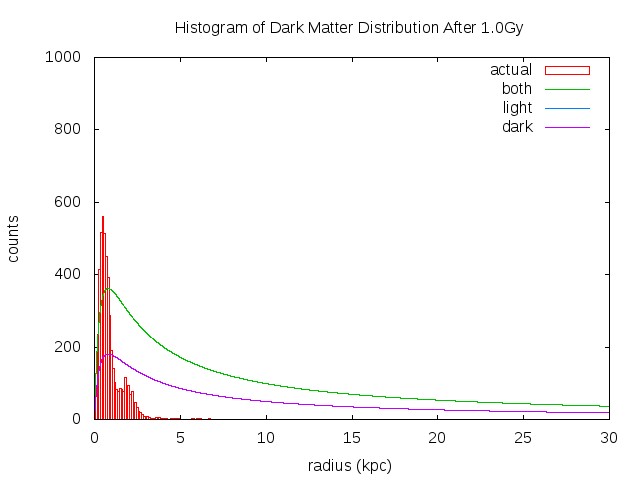 Histogram of Dark Matter Distribution After 1.0Gy
1000
800
600
400
200
0
counts
actual
both
light
dark
0 5 10 15 20 25 30
radius (kpc)